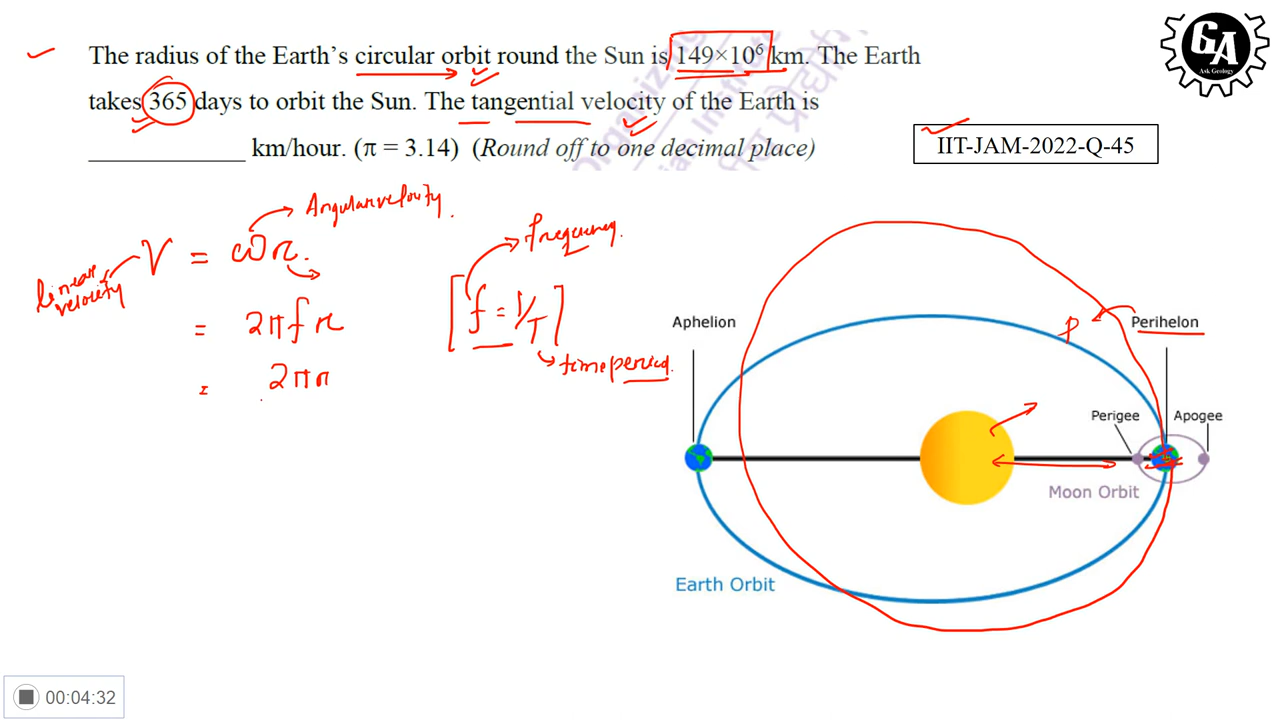 The radius of the Earth's circular orbit round the Sun is 149×10⁶ km. The Earth
takes 365 days to orbit the Sun. The tangential velocity of the Earth is
____________ km/hour. (π = 3.14) (Round off to one decimal place)
GA
Ask Geology
IIT-JAM-2022-Q-45
Angular velocity.
V = ωr.
linear velocity
= 2πfr
= 2πr
frequency.
[f = 1/T]
time period.
Aphelion
P
Perihelon
Perigee
Apogee
Moon Orbit
Earth Orbit
00:04:32